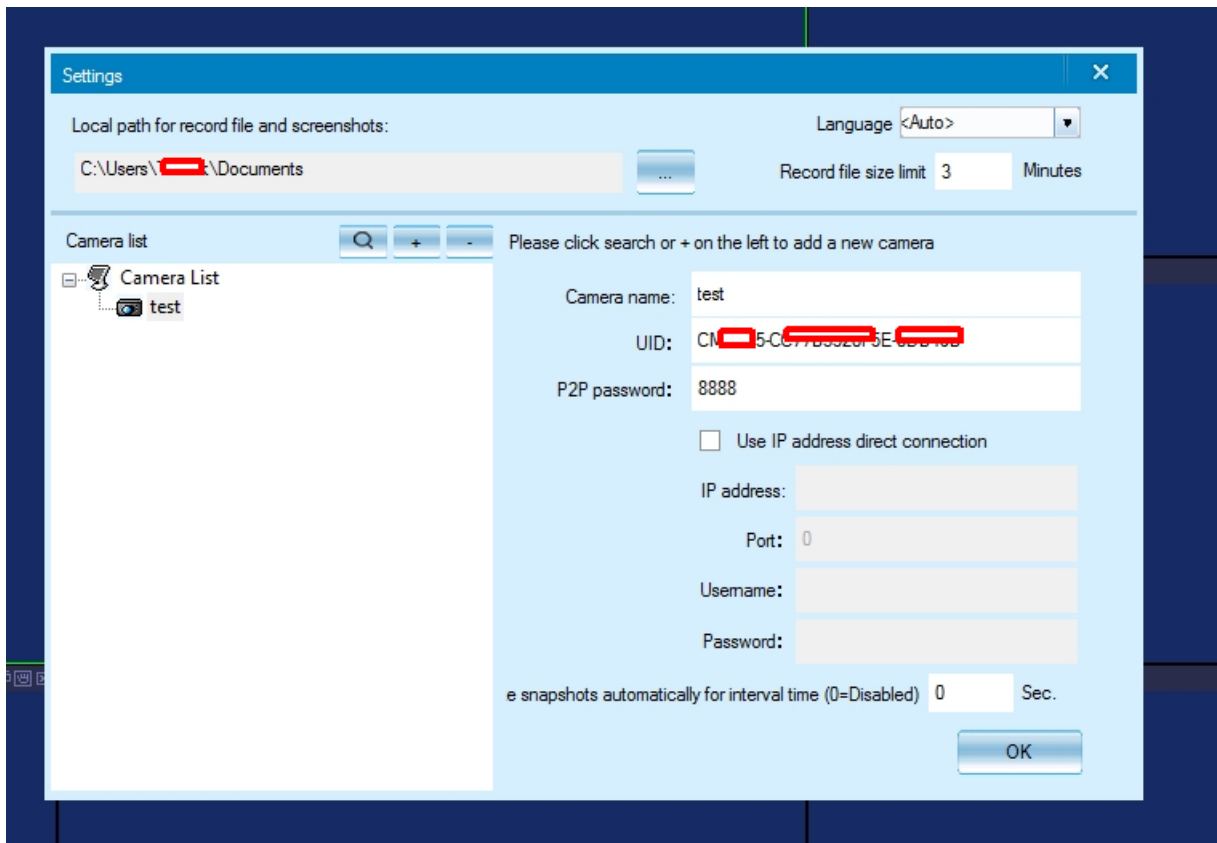 Settings
Local path for record file and screenshots:
Language <Auto>
C:\Users\ \Documents
...
Record file size limit 3 Minutes
Camera list
+
-
Please click search or + on the left to add a new camera
Camera List
test
Camera name: test
UID:
P2P password: 8888
Use IP address direct connection
IP address:
Port: 0
Username:
Password:
e snapshots automatically for interval time (0=Disabled) 0 Sec.
OK